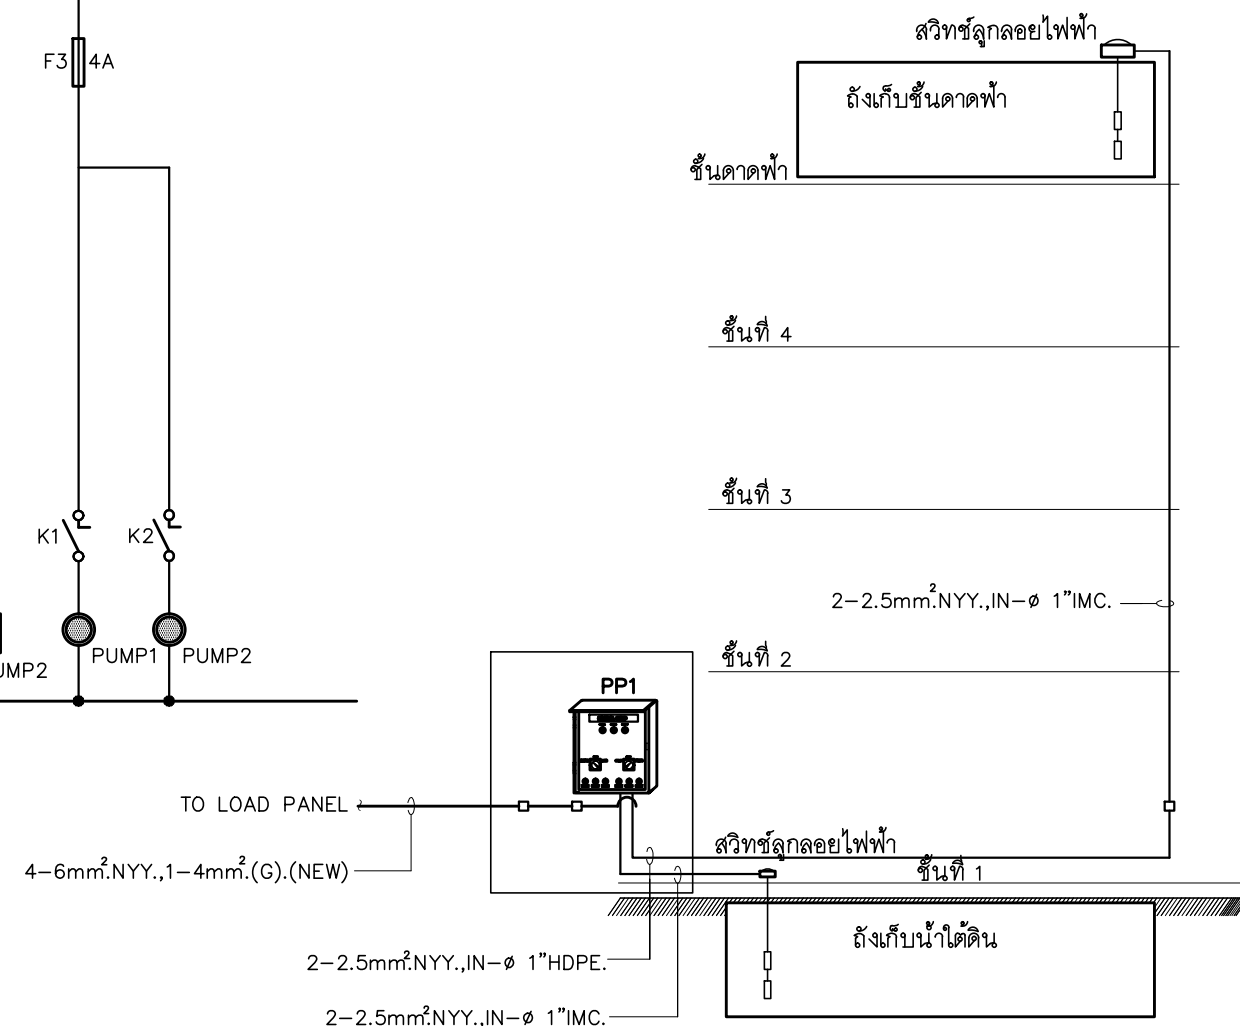 สวิทช์ลูกลอยไฟฟ้า
F3 4A
ถังเก็บชั้นดาดฟ้า
ชั้นดาดฟ้า
ชั้นที่ 4
ชั้นที่ 3
K1 K2
2-2.5mm².NYY.,IN-ø 1"IMC.
PUMP1 PUMP2
UMP2
ชั้นที่ 2
PP1
TO LOAD PANEL
สวิทช์ลูกลอยไฟฟ้า
4-6mm².NYY.,1-4mm².(G).(NEW)
ชั้นที่ 1
ถังเก็บน้ำใต้ดิน
2-2.5mm².NYY.,IN-ø 1"HDPE.
2-2.5mm².NYY.,IN-ø 1"IMC.